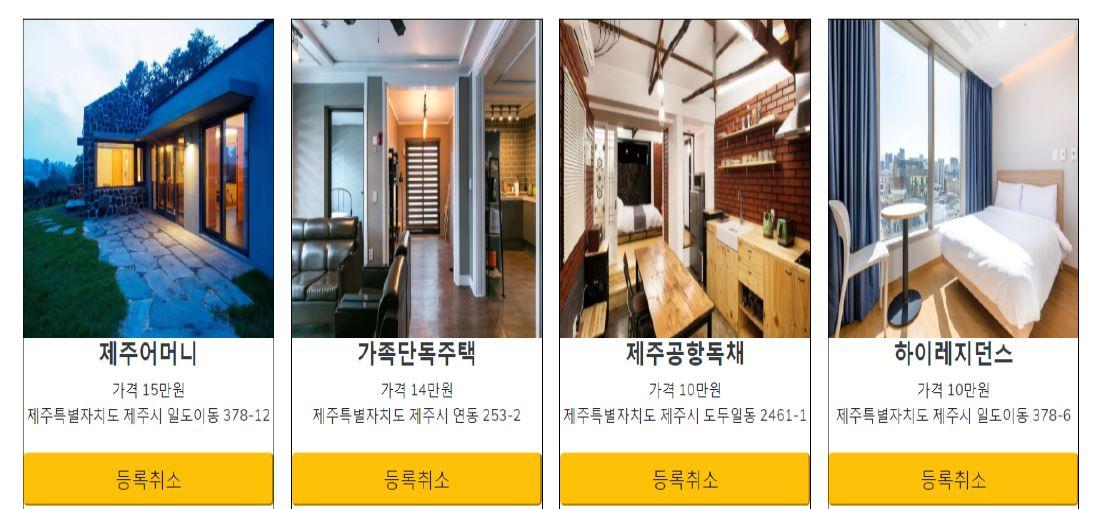 제주어머니
가격 15만원
제주특별자치도 제주시 일도이동 378-12
등록취소
가족단독주택
가격 14만원
제주특별자치도 제주시 연동 253-2
등록취소
제주공항독채
가격 10만원
제주특별자치도 제주시 도두일동 2461-1
등록취소
하이레지던스
가격 10만원
제주특별자치도 제주시 일도이동 378-6
등록취소